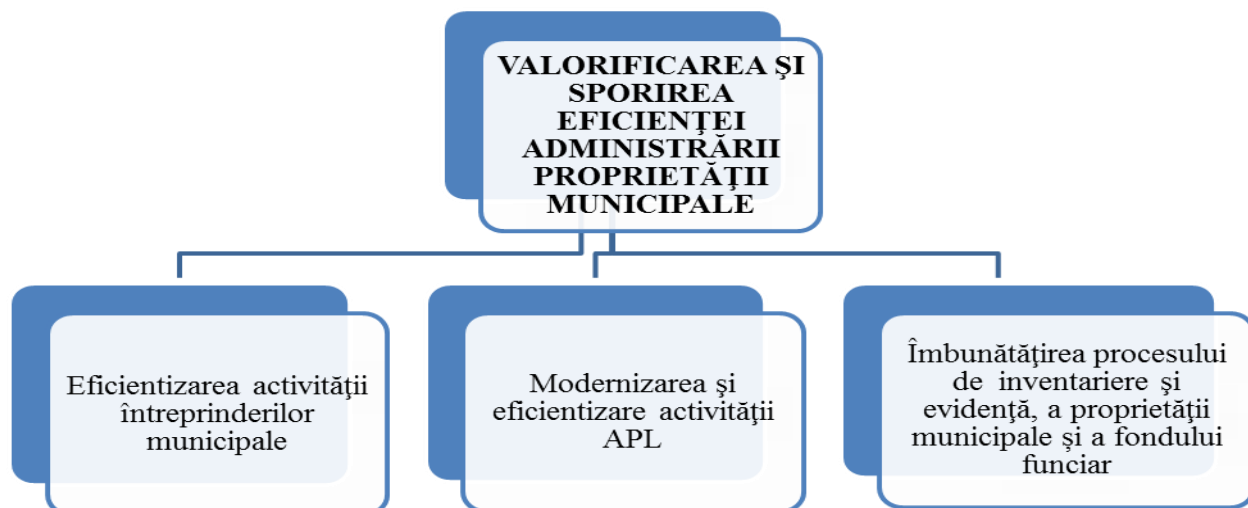 VALORIFICAREA ŞI
SPORIREA
EFICIENŢEI
ADMINISTRĂRII
PROPRIETĂŢII
MUNICIPALE
Eficientizarea activităţii
întreprinderilor
municipale
Modernizarea şi
eficientizare activităţii
APL
Îmbunătăţirea procesului
de inventariere şi
evidenţă, a proprietăţii
municipale și a fondului
funciar